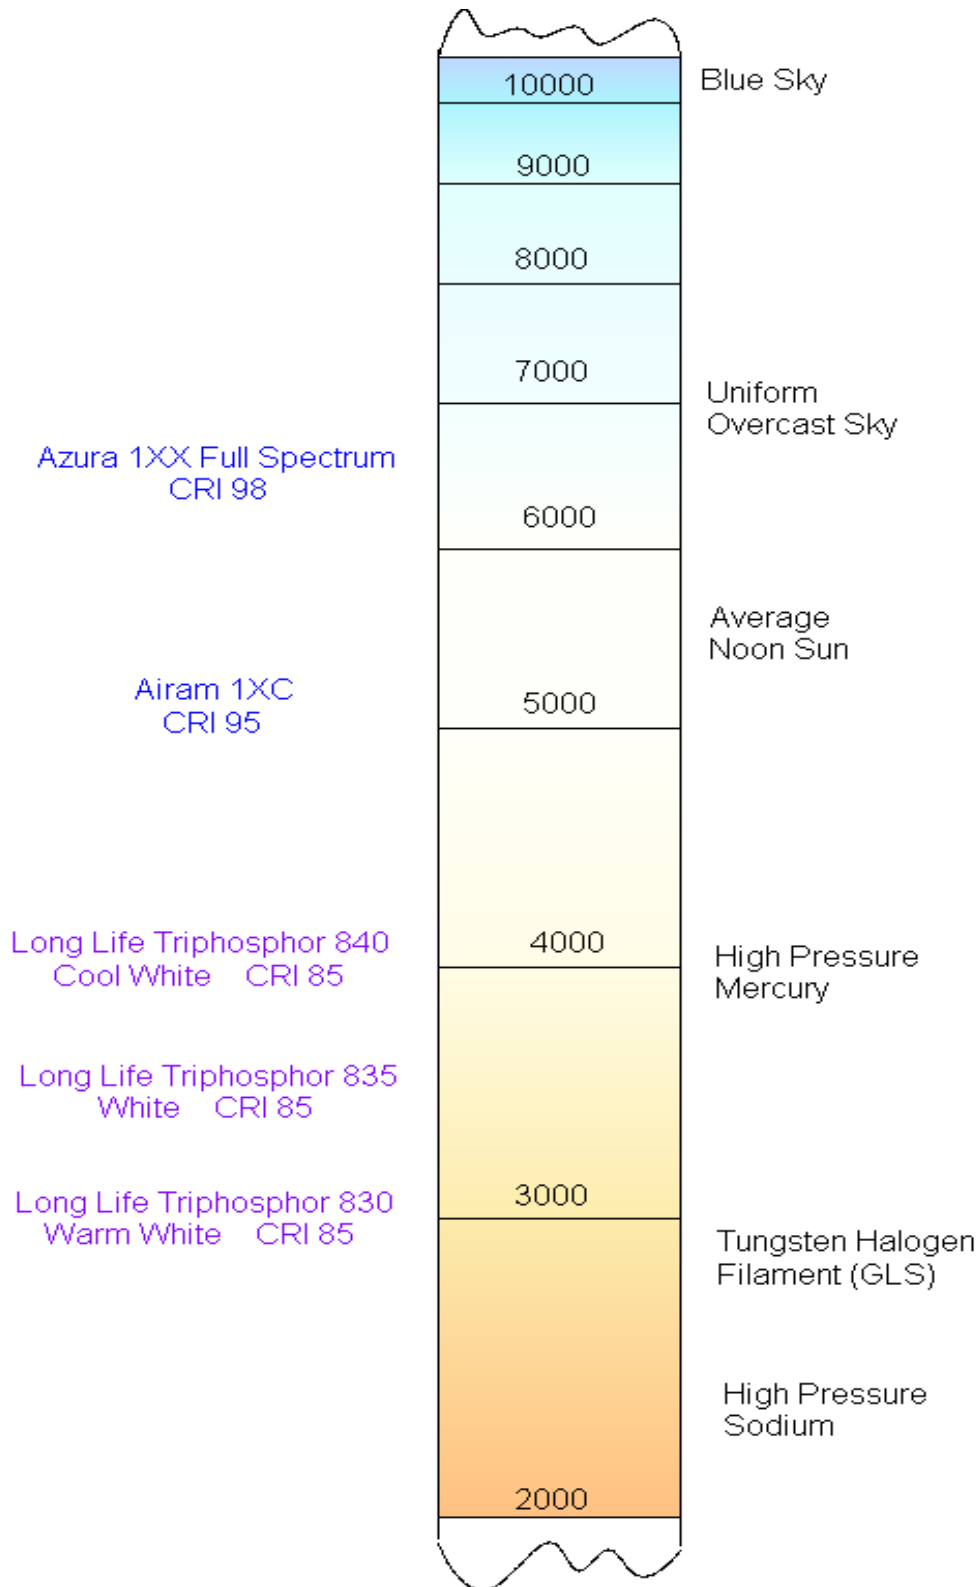 10000 Blue Sky
9000
8000
7000
Uniform
Overcast Sky
Azura 1XX Full Spectrum
CRI 98
6000
Average
Noon Sun
Airam 1XC
CRI 95
5000
Long Life Triphosphor 840
Cool White CRI 85
4000
High Pressure
Mercury
Long Life Triphosphor 835
White CRI 85
Long Life Triphosphor 830
Warm White CRI 85
3000
Tungsten Halogen
Filament (GLS)
High Pressure
Sodium
2000